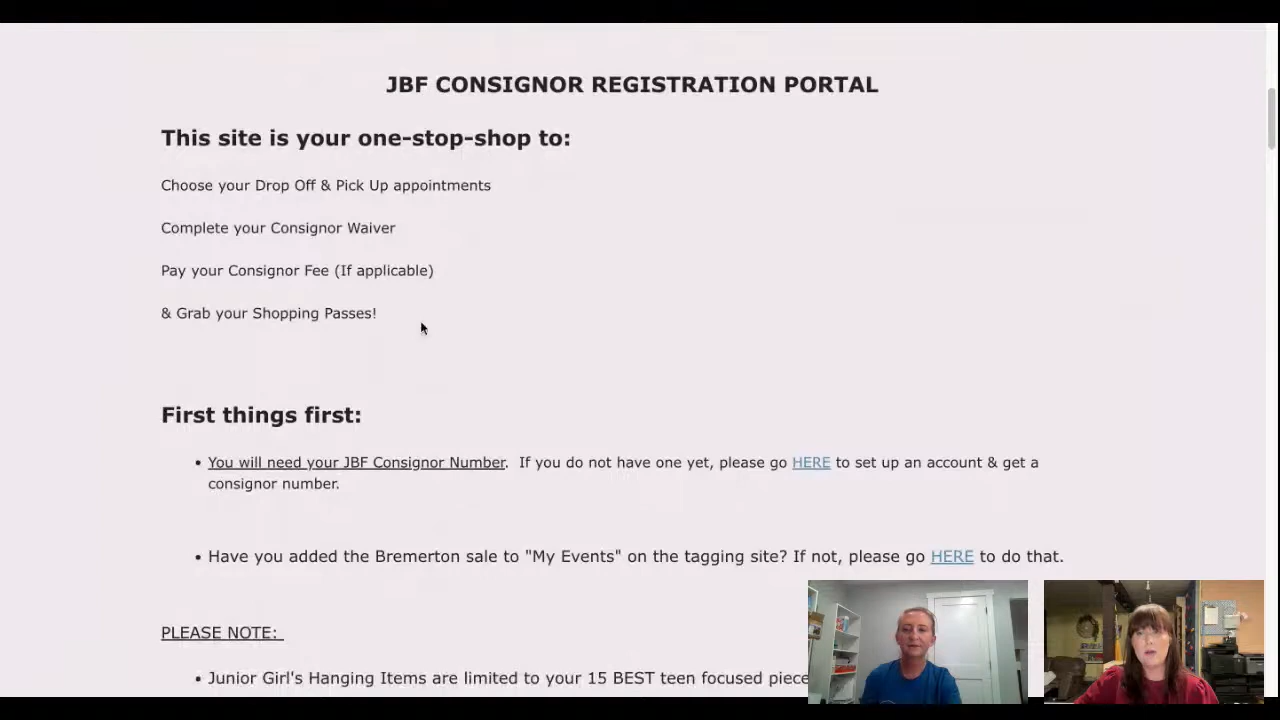 JBF CONSIGNOR REGISTRATION PORTAL
This site is your one-stop-shop to:
Choose your Drop Off & Pick Up appointments
Complete your Consignor Waiver
Pay your Consignor Fee (If applicable)
& Grab your Shopping Passes!
First things first:
• You will need your JBF Consignor Number.  If you do not have one yet, please go HERE to set up an account & get a
consignor number.
• Have you added the Bremerton sale to "My Events" on the tagging site? If not, please go HERE to do that.
PLEASE NOTE:
• Junior Girl's Hanging Items are limited to your 15 BEST teen focused